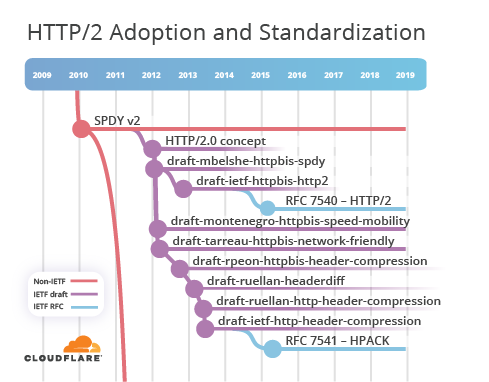 HTTP/2 Adoption and Standardization
2009 2010 2011 2012 2013 2014 2015 2016 2017 2018 2019
SPDY v2
HTTP/2.0 concept
draft-mbelshe-httpbis-spdy
draft-ietf-httpbis-http2
RFC 7540 – HTTP/2
draft-montenegro-httpbis-speed-mobility
draft-tarreau-httpbis-network-friendly
draft-rpeon-httpbis-header-compression
draft-ruellan-headerdiff
draft-ruellan-http-header-compression
draft-ietf-http-header-compression
RFC 7541 – HPACK
Non-IETF
IETF draft
IETF RFC
CLOUDFLARE